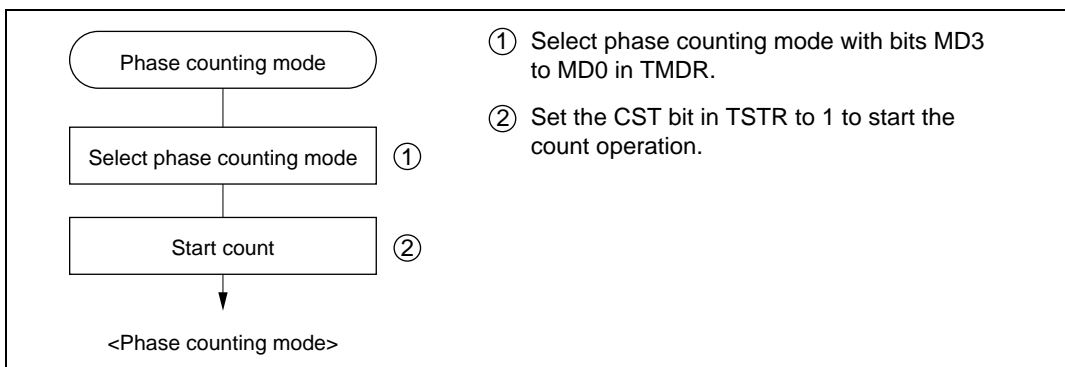 Phase counting mode
Select phase counting mode
①
Start count
②
<Phase counting mode>
① Select phase counting mode with bits MD3
to MD0 in TMDR.
② Set the CST bit in TSTR to 1 to start the
count operation.